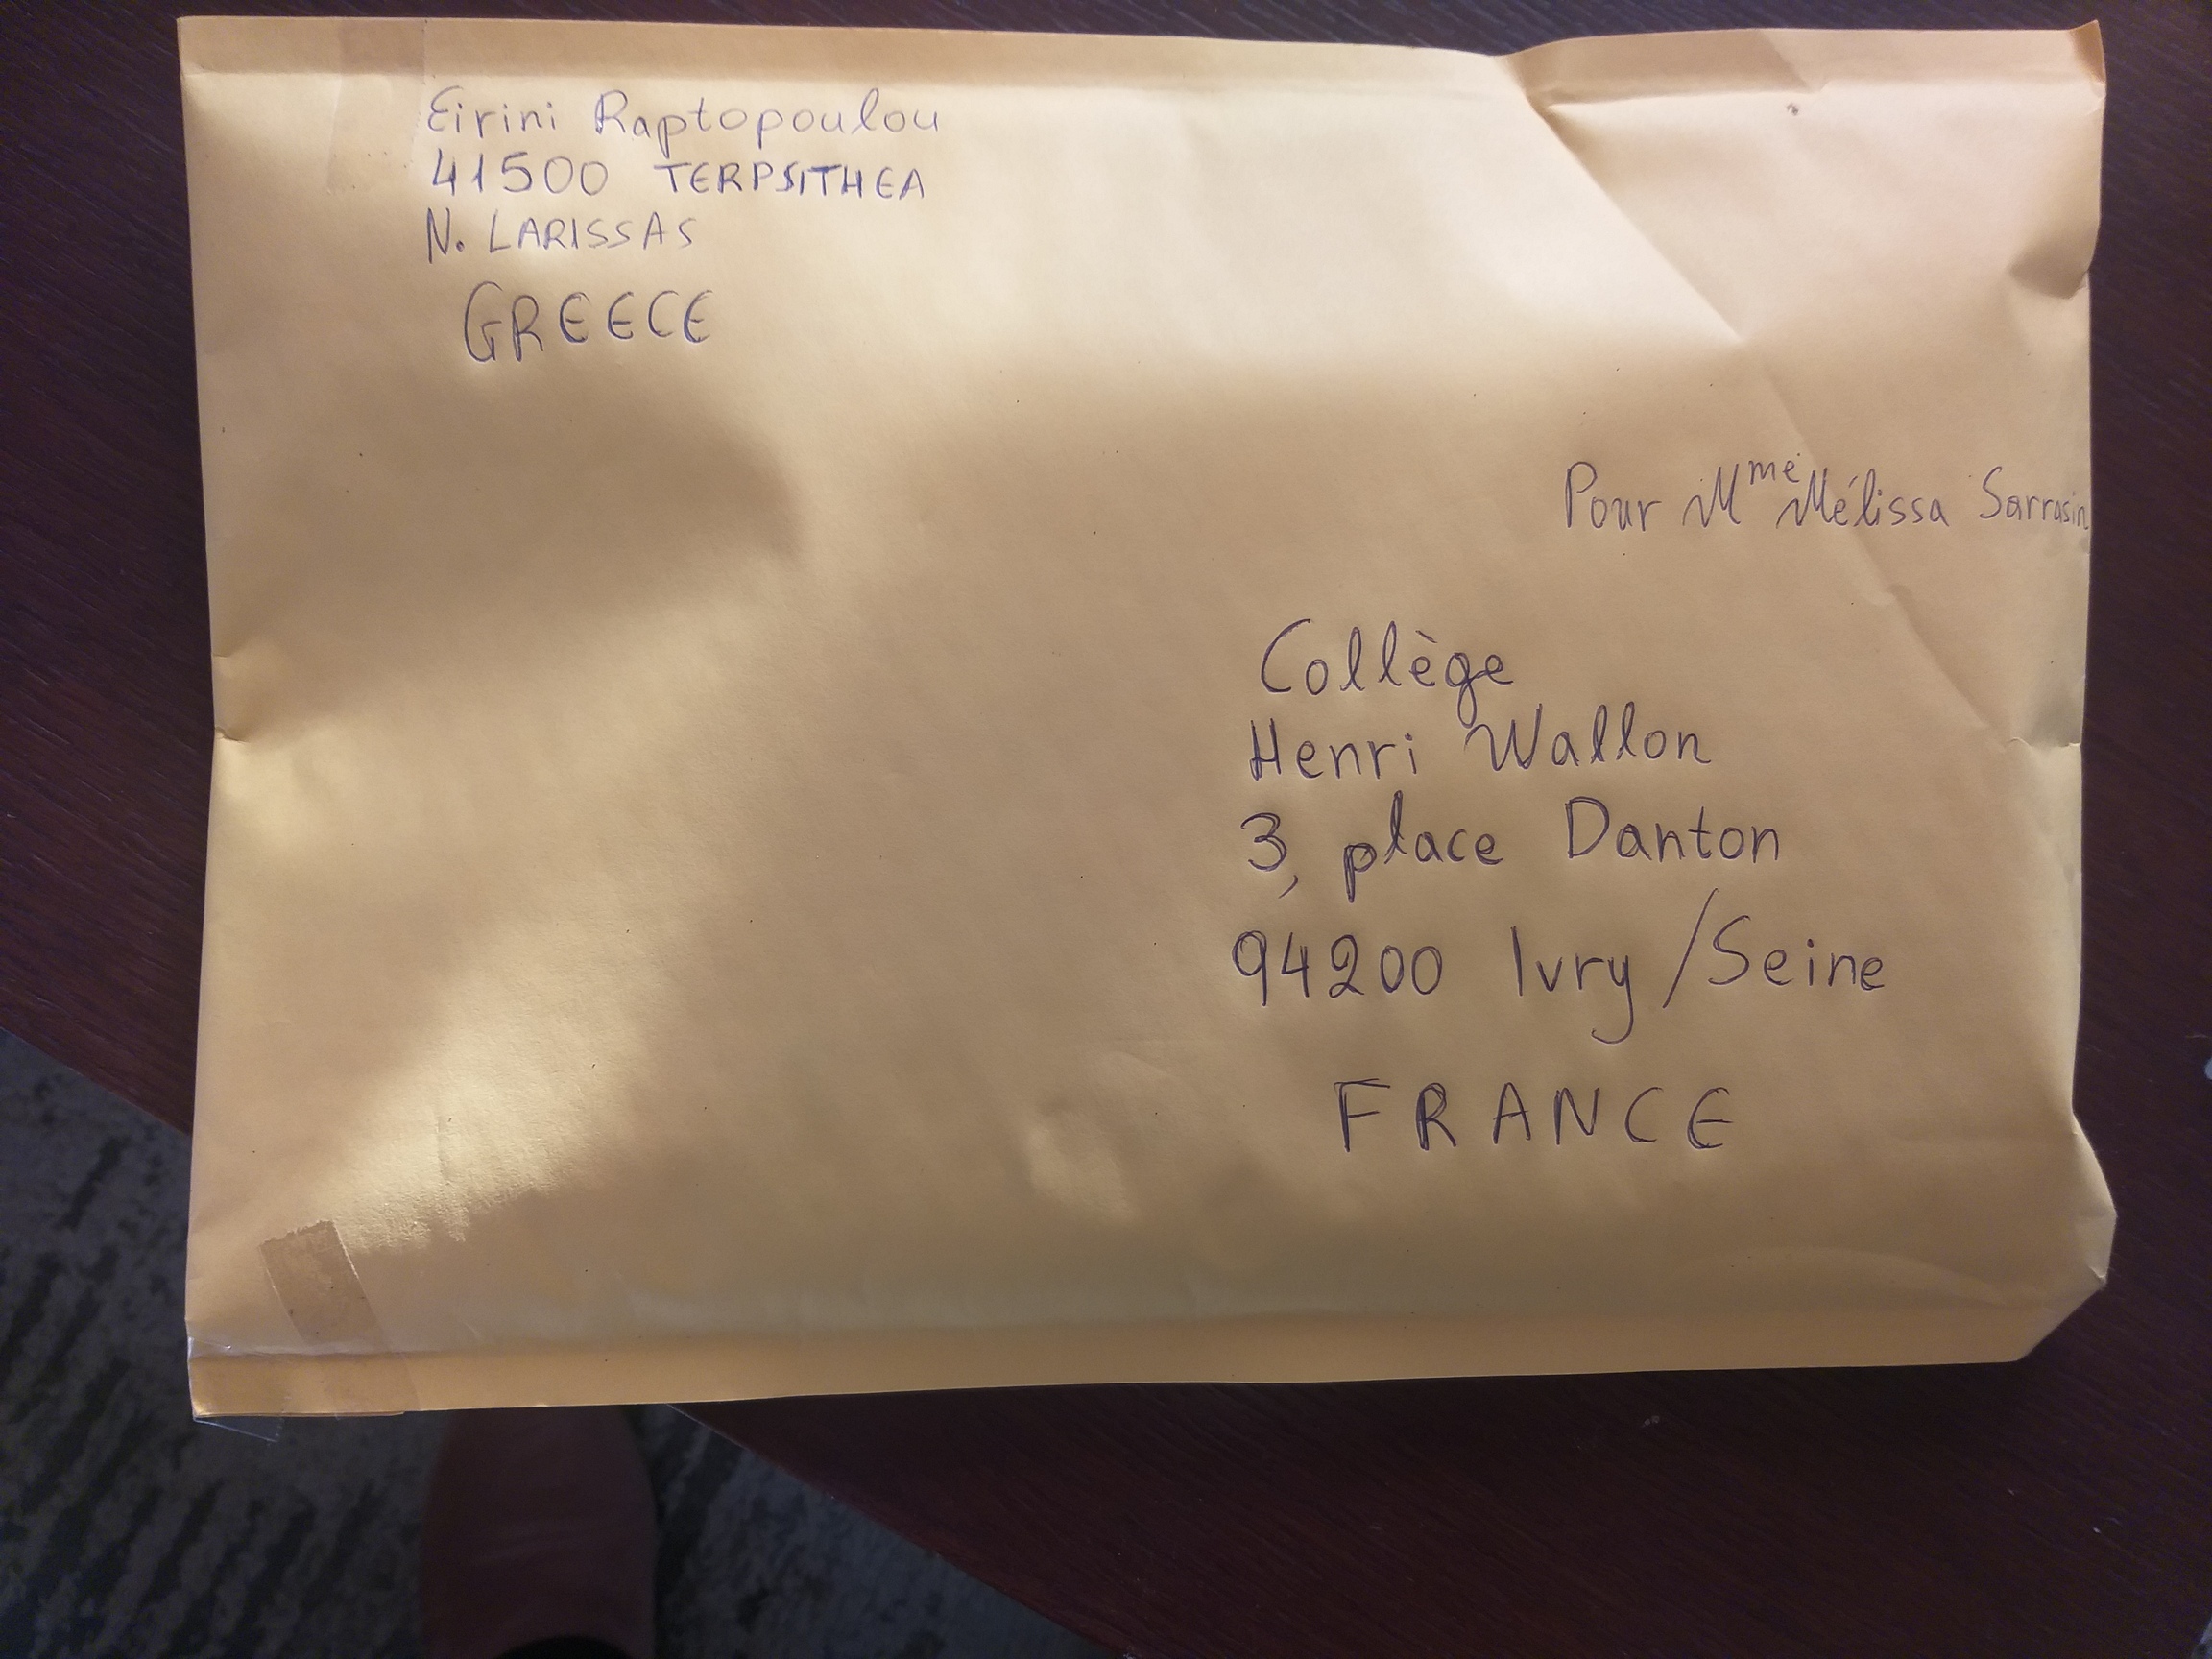 Eirini Raptopoulou
41500 TERPSITHEA
N. LARISSAS
GREECE
Pour Mme Mélissa Sarrasin
Collège
Henri Wallon
3, place Danton
94200 Ivry/Seine
FRANCE